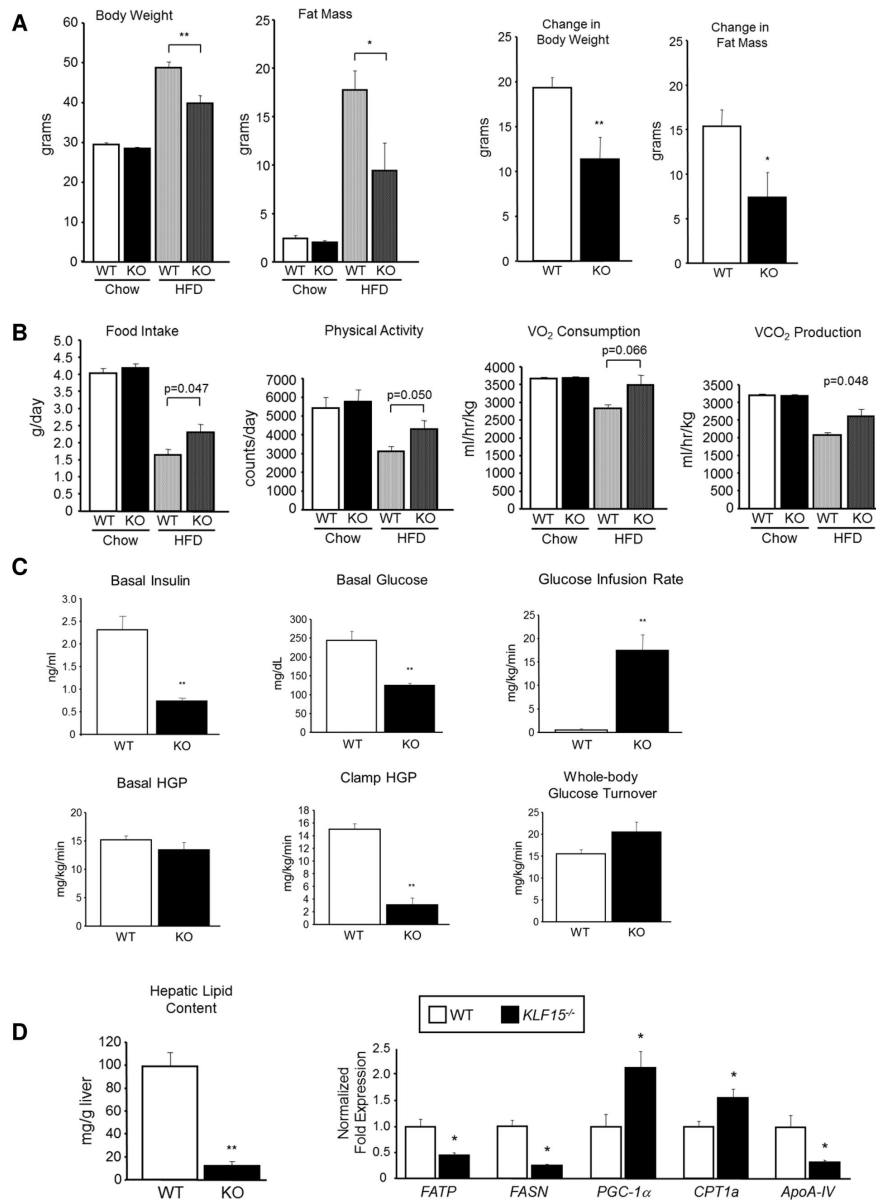 A
Body Weight
grams
60
50
40
30
20
10
0
**
WT KO WT KO
Chow HFD
Fat Mass
grams
25
20
15
10
5
0
*
WT KO WT KO
Chow HFD
Change in
Body Weight
grams
25
20
15
10
5
0
**
WT KO
Change in
Fat Mass
grams
20
15
10
5
0
*
WT KO
B
Food Intake
g/day
4.5
4.0
3.5
3.0
2.5
2.0
1.5
1.0
.5
0
p=0.047
WT KO WT KO
Chow HFD
Physical Activity
counts/day
7000
6000
5000
4000
3000
2000
1000
0
p=0.050
WT KO WT KO
Chow HFD
VO2 Consumption
ml/hr/kg
4000
3500
3000
2500
2000
1500
1000
500
0
p=0.066
WT KO WT KO
Chow HFD
VCO2 Production
ml/hr/kg
3500
3000
2500
2000
1500
1000
500
0
p=0.048
WT KO WT KO
Chow HFD
C
Basal Insulin
ng/ml
3.0
2.5
2.0
1.5
1.0
0.5
0
**
WT KO
Basal Glucose
mg/dL
300
250
200
150
100
50
0
**
WT KO
Glucose Infusion Rate
mg/kg/min
25
20
15
10
5
0
**
WT KO
Basal HGP
mg/kg/min
20
15
10
5
0
WT KO
Clamp HGP
mg/kg/min
18
16
14
12
10
8
6
4
2
0
**
WT KO
Whole-body
Glucose Turnover
mg/kg/min
25
20
15
10
5
0
WT KO
D
Hepatic Lipid
Content
mg/g liver
120
100
80
60
40
20
0
**
WT KO
WT KLF15-/-
Normalized
Fold Expression
2.5
2.0
1.5
1.0
0.5
0
* * * * *
FATP FASN PGC-1α CPT1a ApoA-IV